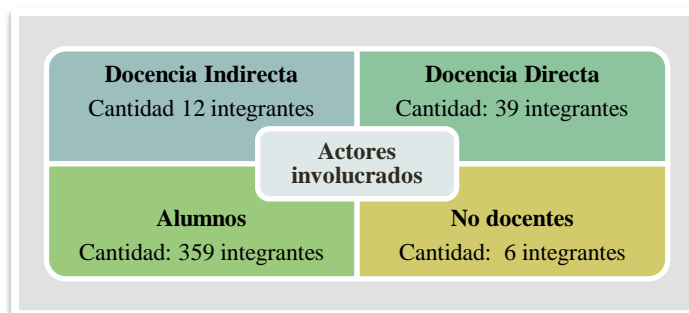 Docencia Indirecta
Cantidad 12 integrantes
Docencia Directa
Cantidad: 39 integrantes
Actores
involucrados
Alumnos
Cantidad: 359 integrantes
No docentes
Cantidad: 6 integrantes